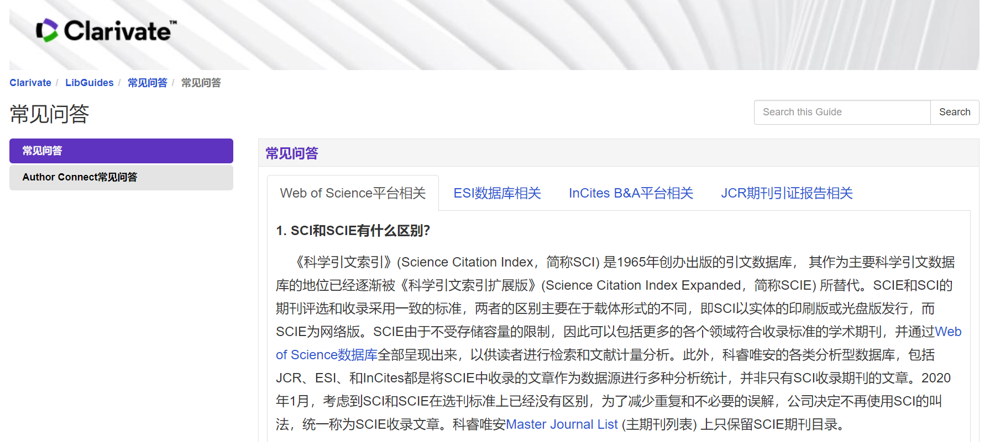 Clarivate™
Clarivate / LibGuides / 常见问答 / 常见问答
常见问答
Search this Guide
Search
常见问答
Author Connect常见问答
常见问答
Web of Science平台相关
ESI数据库相关
InCites B&A平台相关
JCR期刊引证报告相关
1. SCI和SCIE有什么区别?
《科学引文索引》(Science Citation Index，简称SCI) 是1965年创办出版的引文数据库， 其作为主要科学引文数据
库的地位已经逐渐被《科学引文索引扩展版》(Science Citation Index Expanded，简称SCIE) 所替代。SCIE和SCI的
期刊评选和收录采用一致的标准，两者的区别主要在于载体形式的不同，即SCI以实体的印刷版或光盘版发行，而
SCIE为网络版。SCIE由于不受存储容量的限制，因此可以包括更多的各个领域符合收录标准的学术期刊，并通过Web
of Science数据库全部呈现出来，以供读者进行检索和文献计量分析。此外，科睿唯安的各类分析型数据库，包括
JCR、ESI、和InCites都是将SCIE中收录的文章作为数据源进行多种分析统计，并非只有SCI收录期刊的文章。2020
年1月，考虑到SCI和SCIE在选刊标准上已经没有区别，为了减少重复和不必要的误解，公司决定不再使用SCI的叫
法，统一称为SCIE收录文章。科睿唯安Master Journal List (主期刊列表) 上只保留SCIE期刊目录。